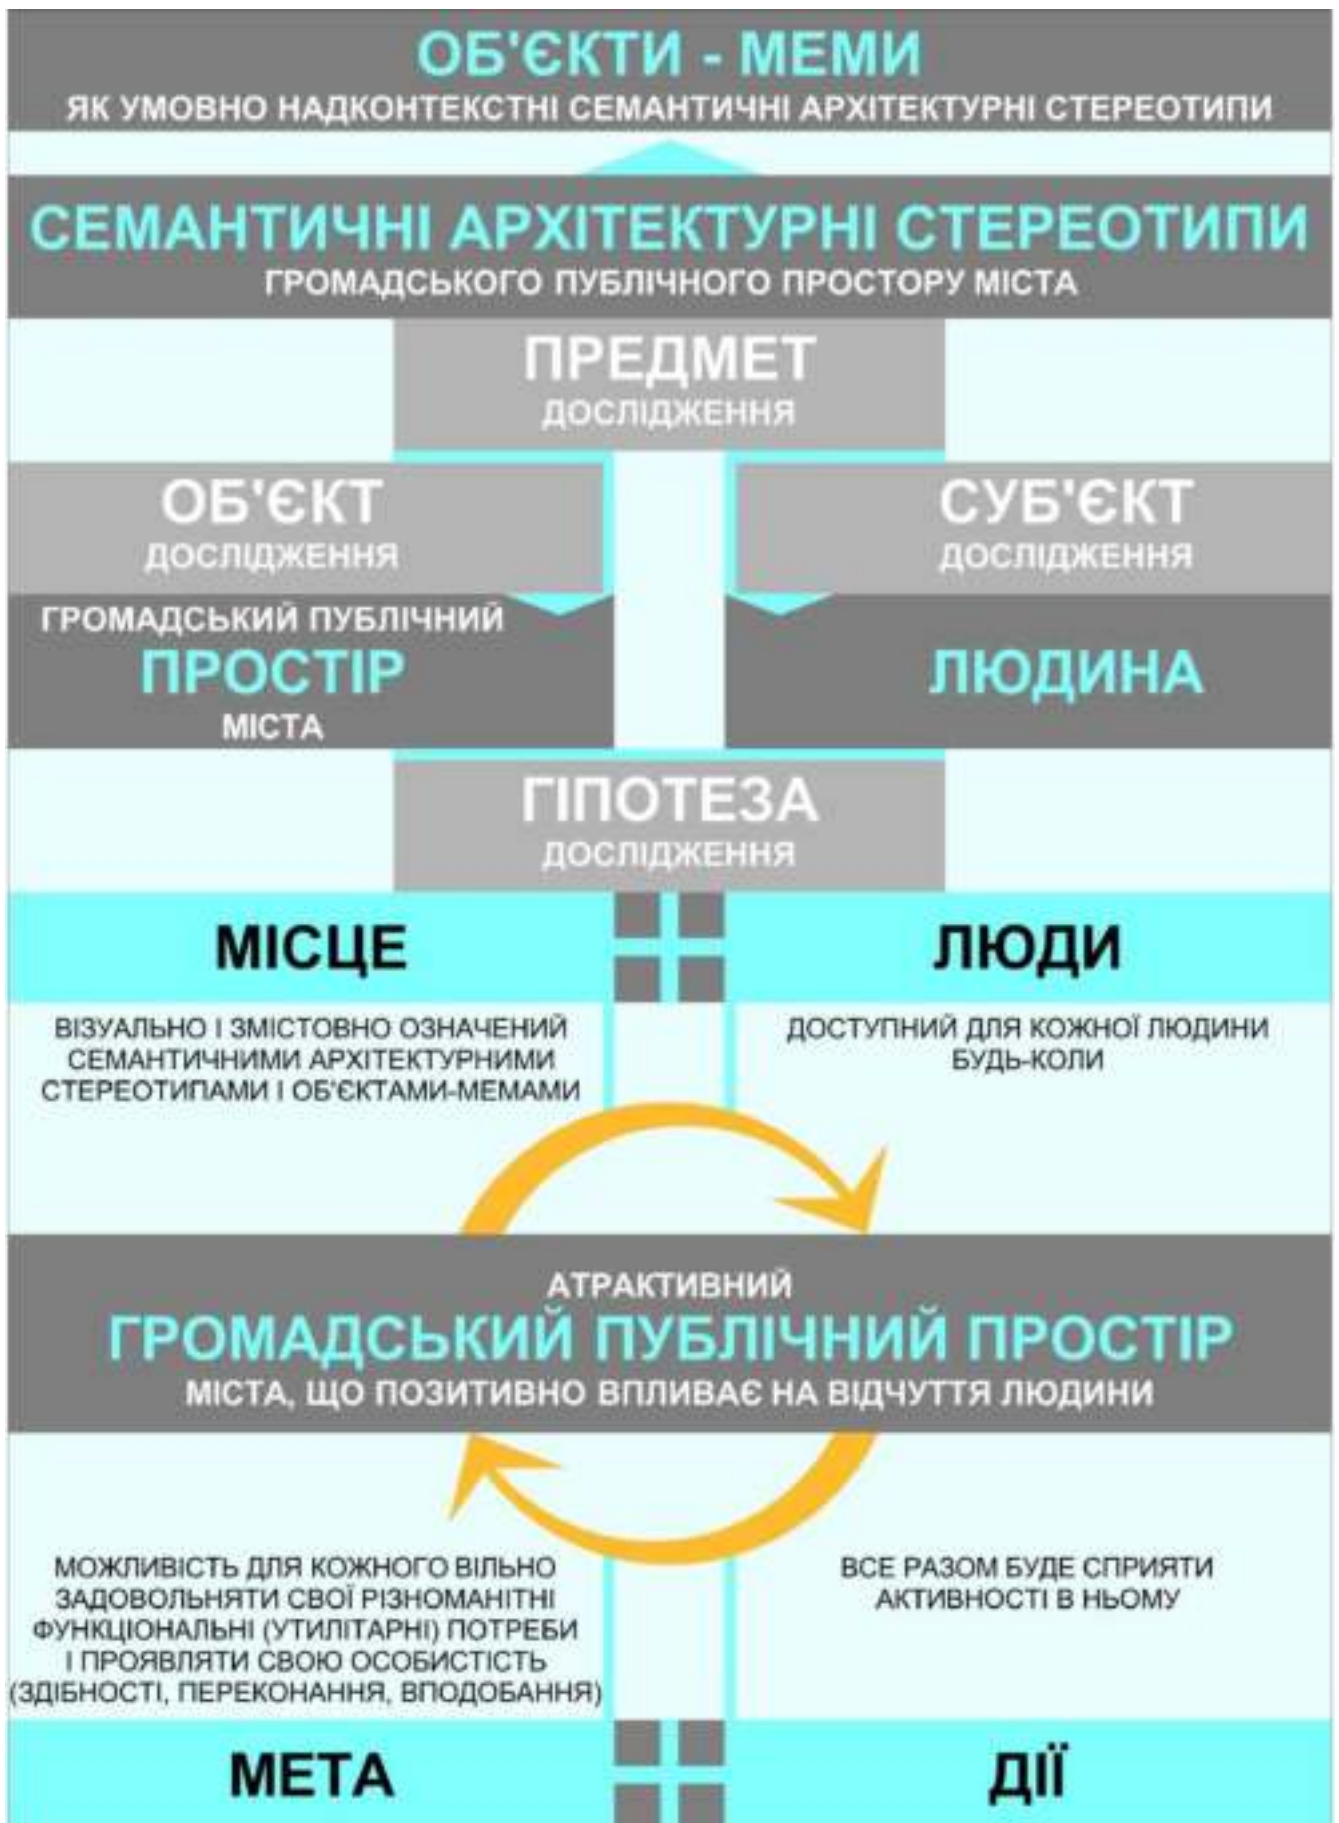 ОБ'ЄКТИ - МЕМИ
ЯК УМОВНО НАДКОНТЕКСТНІ СЕМАНТИЧНІ АРХІТЕКТУРНІ СТЕРЕОТИПИ
СЕМАНТИЧНІ АРХІТЕКТУРНІ СТЕРЕОТИПИ
ГРОМАДСЬКОГО ПУБЛІЧНОГО ПРОСТОРУ МІСТА
ПРЕДМЕТ
ДОСЛІДЖЕННЯ
ОБ'ЄКТ
ДОСЛІДЖЕННЯ
СУБ'ЄКТ
ДОСЛІДЖЕННЯ
ГРОМАДСЬКИЙ ПУБЛІЧНИЙ
ПРОСТІР
МІСТА
ЛЮДИНА
ГІПОТЕЗА
ДОСЛІДЖЕННЯ
МІСЦЕ
ЛЮДИ
ВІЗУАЛЬНО І ЗМІСТОВНО ОЗНАЧЕНИЙ
СЕМАНТИЧНИМИ АРХІТЕКТУРНИМИ
СТЕРЕОТИПАМИ І ОБ'ЄКТАМИ-МЕМАМИ
ДОСТУПНИЙ ДЛЯ КОЖНОЇ ЛЮДИНИ
БУДЬ-КОЛИ
АТРАКТИВНИЙ
ГРОМАДСЬКИЙ ПУБЛІЧНИЙ ПРОСТІР
МІСТА, ЩО ПОЗИТИВНО ВПЛИВАЄ НА ВІДЧУТТЯ ЛЮДИНИ
МОЖЛИВІСТЬ ДЛЯ КОЖНОГО ВІЛЬНО
ЗАДОВОЛЬНЯТИ СВОЇ РІЗНОМАНІТНІ
ФУНКЦІОНАЛЬНІ (УТИЛІТАРНІ) ПОТРЕБИ
І ПРОЯВЛЯТИ СВОЮ ОСОБИСТІСТЬ
(ЗДІБНОСТІ, ПЕРЕКОНАННЯ, ВПОДОБАННЯ)
ВСЕ РАЗОМ БУДЕ СПРИЯТИ
АКТИВНОСТІ В НЬОМУ
МЕТА
ДІЇ